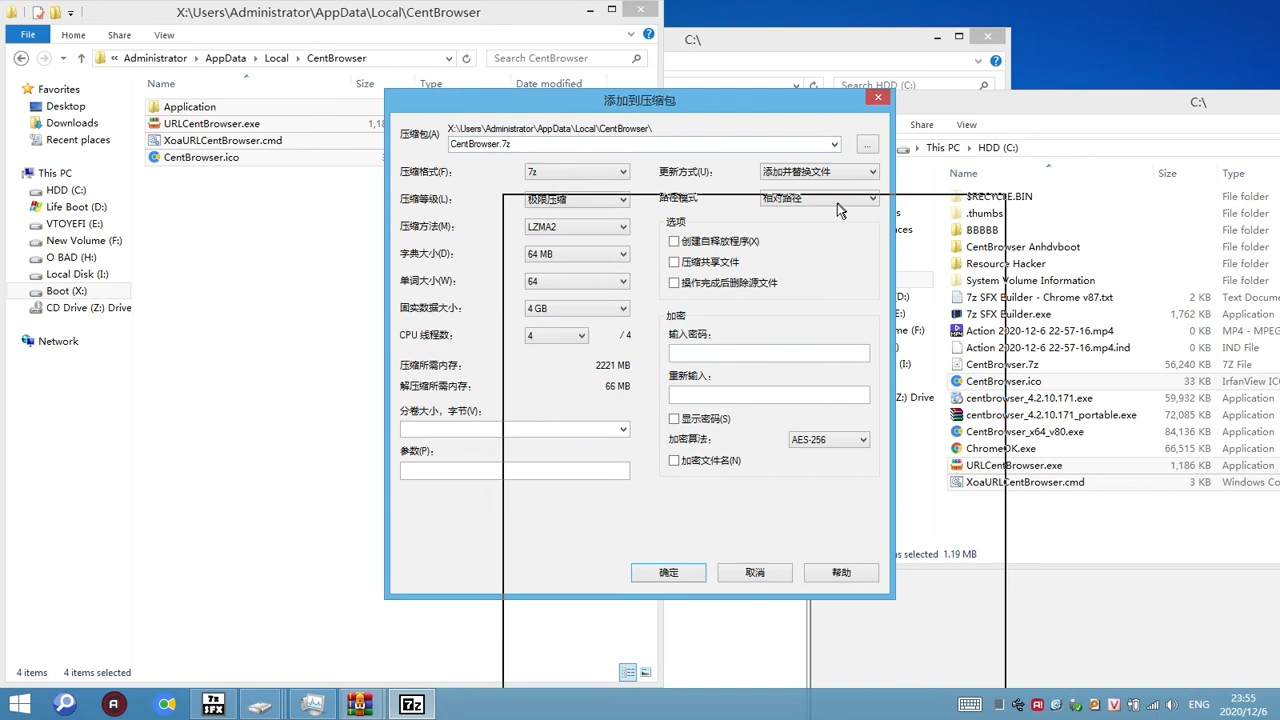 X:\Users\Administrator\AppData\Local\CentBrowser
File
Home
Share
View
Administrator
AppData
Local
CentBrowser
Search CentBrowser
Name
Date modified
Type
Size
Favorites
Desktop
Downloads
Recent places
This PC
HDD (C:)
Life Boot (D:)
VTOYEFI (E:)
O BAD (H:)
Local Disk (I:)
Boot (X:)
CD Drive (Z:) Drive
Network
Application
URLCentBrowser.exe
XoaURLCentBrowser.cmd
CentBrowser.ico
4 items
4 items selected
添加到压缩包
压缩包(A)
X:\Users\Administrator\AppData\Local\CentBrowser\
CentBrowser.7z
...
压缩格式(F):
7z
压缩等级(L):
极限压缩
压缩方法(M):
LZMA2
字典大小(D):
64 MB
单词大小(W):
64
固实数据大小:
4 GB
CPU 线程数:
4
/ 4
压缩所需内存:
2221 MB
解压缩所需内存:
66 MB
分卷大小，字节(V):
参数(P):
更新方式(U):
添加并替换文件
路径模式
相对路径
选项
创建自释放程序(X)
压缩共享文件
操作完成后删除源文件
加密
输入密码:
重新输入:
显示密码(S)
加密算法:
AES-256
加密文件名(N)
确定
取消
帮助
C:\
Search HDD (C:)
C:\
Share
View
This PC
HDD (C:)
Name
Size
Type
$RECYCLE.BIN
File folder
.thumbs
File folder
BBBBB
File folder
CentBrowser Anhdvboot
File folder
Resource Hacker
File folder
System Volume Information
File folder
7z SFX Builder - Chrome v87.txt
2 KB
Text Document
7z SFX Builder.exe
1,762 KB
Application
Action 2020-12-6 22-57-16.mp4
MP4 - MPEG
Action 2020-12-6 22-57-16.mp4.ind
IND File
CentBrowser.7z
56,240 KB
7Z File
CentBrowser.ico
33 KB
IrfanView ICO
centbrowser_4.2.10.171.exe
59,932 KB
Application
centbrowser_4.2.10.171_portable.exe
72,085 KB
Application
CentBrowser_x64_v80.exe
84,136 KB
Application
ChromeOK.exe
66,515 KB
Application
URLCentBrowser.exe
1,186 KB
Application
XoaURLCentBrowser.cmd
3 KB
Windows Co
s selected 1.19 MB
7z
SFX
7z
ENG
23:55
2020/12/6